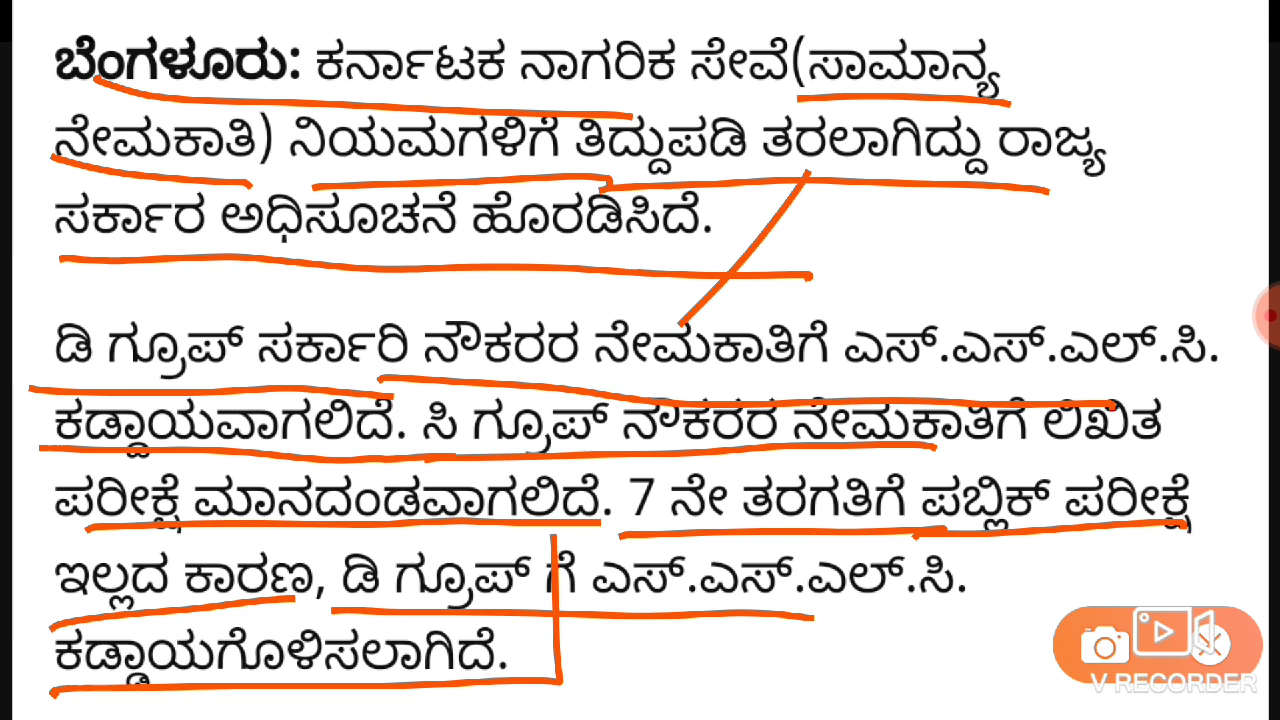 ಬೆಂಗಳೂರು: ಕರ್ನಾಟಕ ನಾಗರಿಕ ಸೇವೆ(ಸಾಮಾನ್ಯ
ನೇಮಕಾತಿ) ನಿಯಮಗಳಿಗೆ ತಿದ್ದುಪಡಿ ತರಲಾಗಿದ್ದು ರಾಜ್ಯ
ಸರ್ಕಾರ ಅಧಿಸೂಚನೆ ಹೊರಡಿಸಿದೆ.
ಡಿ ಗ್ರೂಪ್ ಸರ್ಕಾರಿ ನೌಕರರ ನೇಮಕಾತಿಗೆ ಎಸ್.ಎಸ್.ಎಲ್.ಸಿ.
ಕಡ್ಡಾಯವಾಗಲಿದೆ. ಸಿ ಗ್ರೂಪ್ ನೌಕರರ ನೇಮಕಾತಿಗೆ ಲಿಖಿತ
ಪರೀಕ್ಷೆ ಮಾನದಂಡವಾಗಲಿದೆ. 7 ನೇ ತರಗತಿಗೆ ಪಬ್ಲಿಕ್ ಪರೀಕ್ಷೆ
ಇಲ್ಲದ ಕಾರಣ, ಡಿ ಗ್ರೂಪ್ ಗೆ ಎಸ್.ಎಸ್.ಎಲ್.ಸಿ.
ಕಡ್ಡಾಯಗೊಳಿಸಲಾಗಿದೆ.
V RECORDER